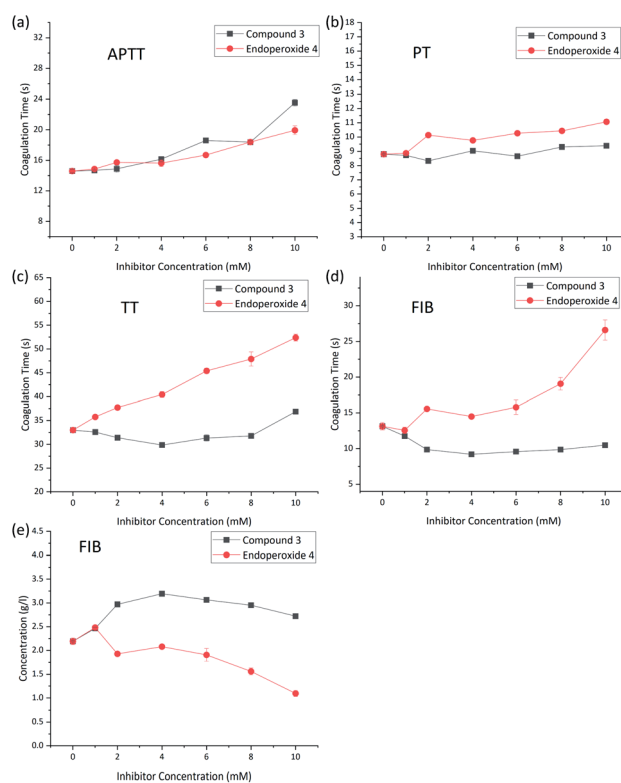 (a)
APTT
Compound 3
Endoperoxide 4
Coagulation Time (s)
32
28
24
20
16
12
0 2 4 6 8 10
Inhibitor Concentration (mM)
(b)
PT
Compound 3
Endoperoxide 4
Coagulation Time (s)
18
17
16
15
14
13
12
11
10
9
8
7
6
5
4
3
0 2 4 6 8 10
Inhibitor Concentration (mM)
(c)
TT
Compound 3
Endoperoxide 4
Coagulation Time (s)
65
60
55
50
45
40
35
30
25
20
0 2 4 6 8 10
Inhibitor Concentration (mM)
(d)
FIB
Compound 3
Endoperoxide 4
Coagulation Time (s)
30
25
20
15
10
5
0 2 4 6 8 10
Inhibitor Concentration (mM)
(e)
FIB
Compound 3
Endoperoxide 4
Concentration (g/l)
4.5
4.0
3.5
3.0
2.5
2.0
1.5
1.0
0.5
0.0
0 2 4 6 8 10
Inhibitor Concentration (mM)